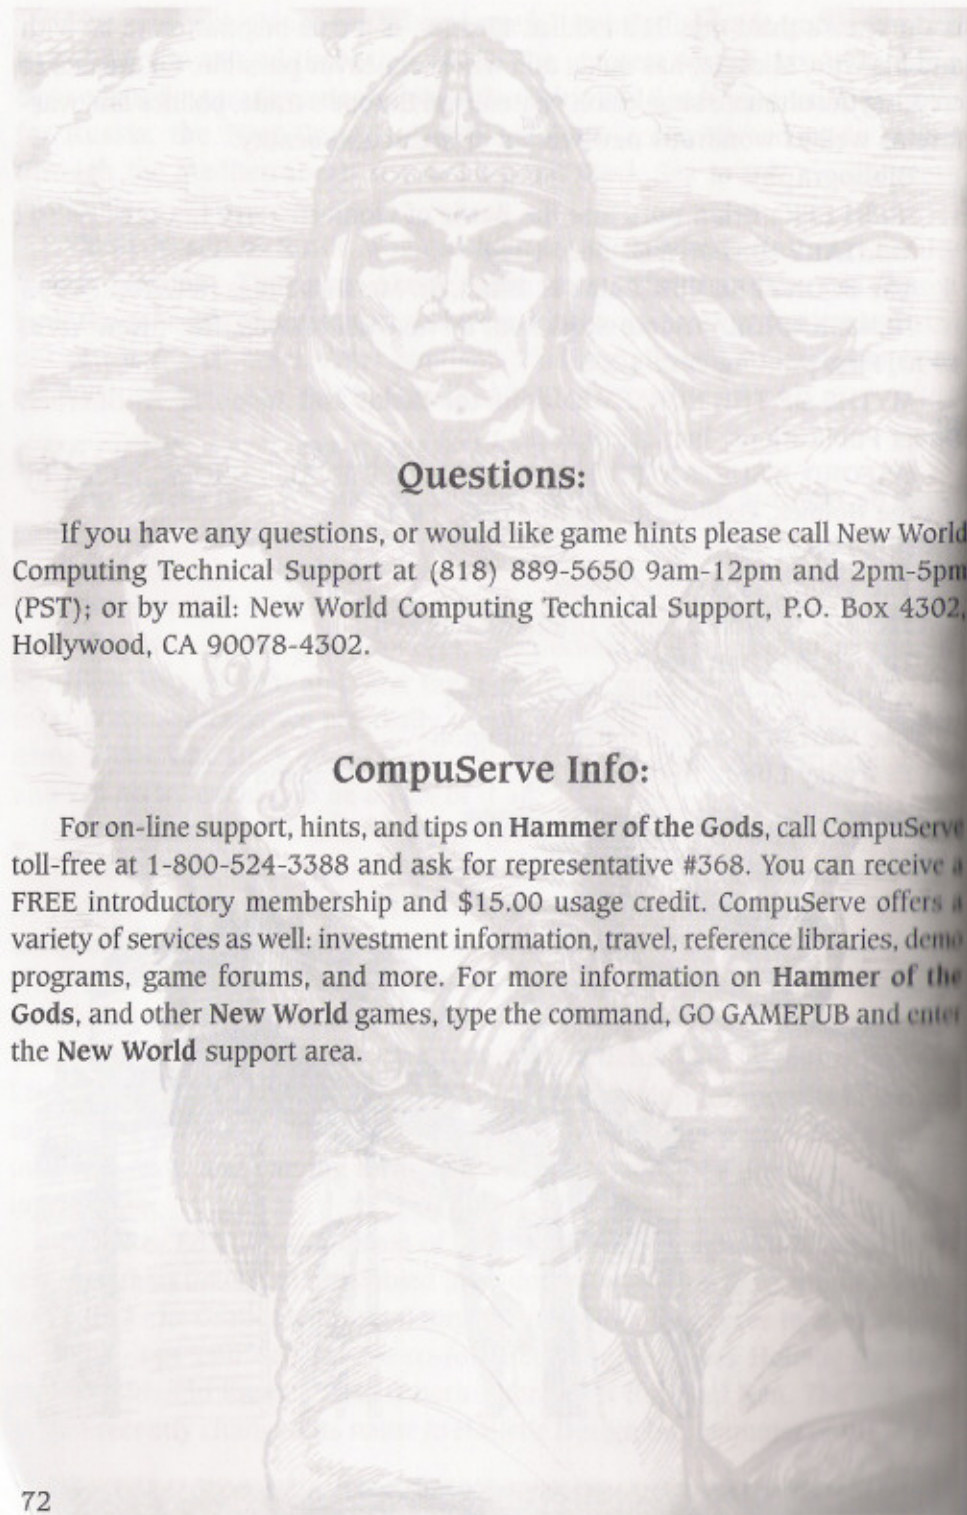 Questions:
If you have any questions, or would like game hints please call New World
Computing Technical Support at (818) 889-5650 9am-12pm and 2pm-5pm
(PST); or by mail: New World Computing Technical Support, P.O. Box 4302,
Hollywood, CA 90078-4302.
CompuServe Info:
For on-line support, hints, and tips on Hammer of the Gods, call CompuServe
toll-free at 1-800-524-3388 and ask for representative #368. You can receive a
FREE introductory membership and $15.00 usage credit. CompuServe offers a
variety of services as well: investment information, travel, reference libraries, demo
programs, game forums, and more. For more information on Hammer of the
Gods, and other New World games, type the command, GO GAMEPUB and enter
the New World support area.
72